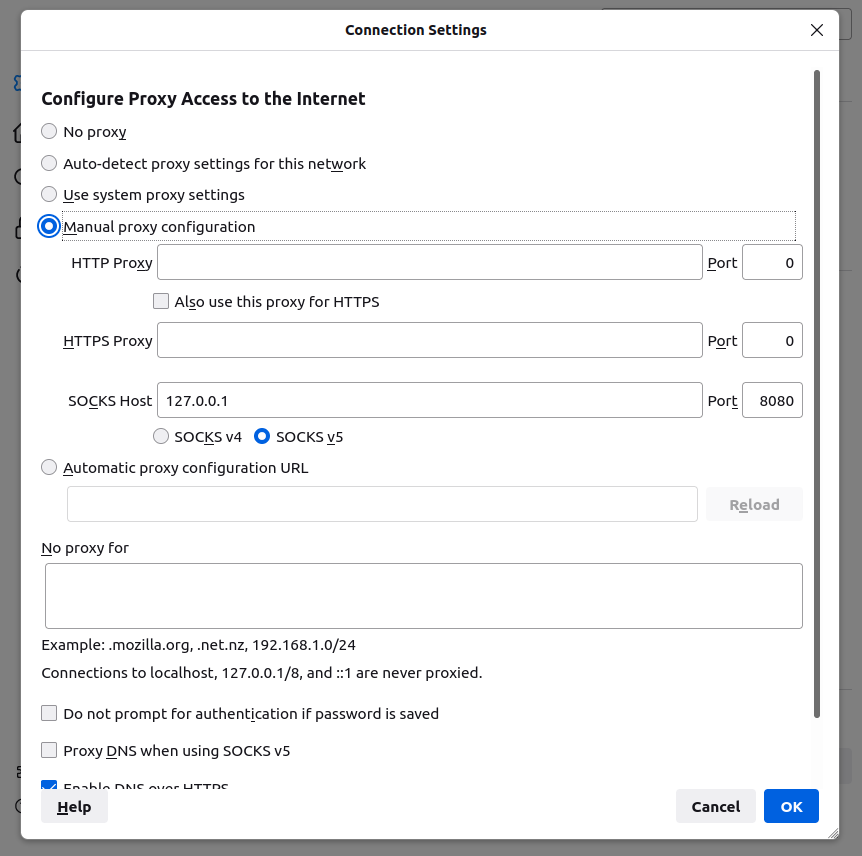 Connection Settings
Configure Proxy Access to the Internet
No proxy
Auto-detect proxy settings for this network
Use system proxy settings
Manual proxy configuration
HTTP Proxy Port 0
Also use this proxy for HTTPS
HTTPS Proxy Port 0
SOCKS Host 127.0.0.1 Port 8080
SOCKS v4 SOCKS v5
Automatic proxy configuration URL
Reload
No proxy for
Example: .mozilla.org, .net.nz, 192.168.1.0/24
Connections to localhost, 127.0.0.1/8, and ::1 are never proxied.
Do not prompt for authentication if password is saved
Proxy DNS when using SOCKS v5
Enable DNS over HTTPS
Help Cancel OK